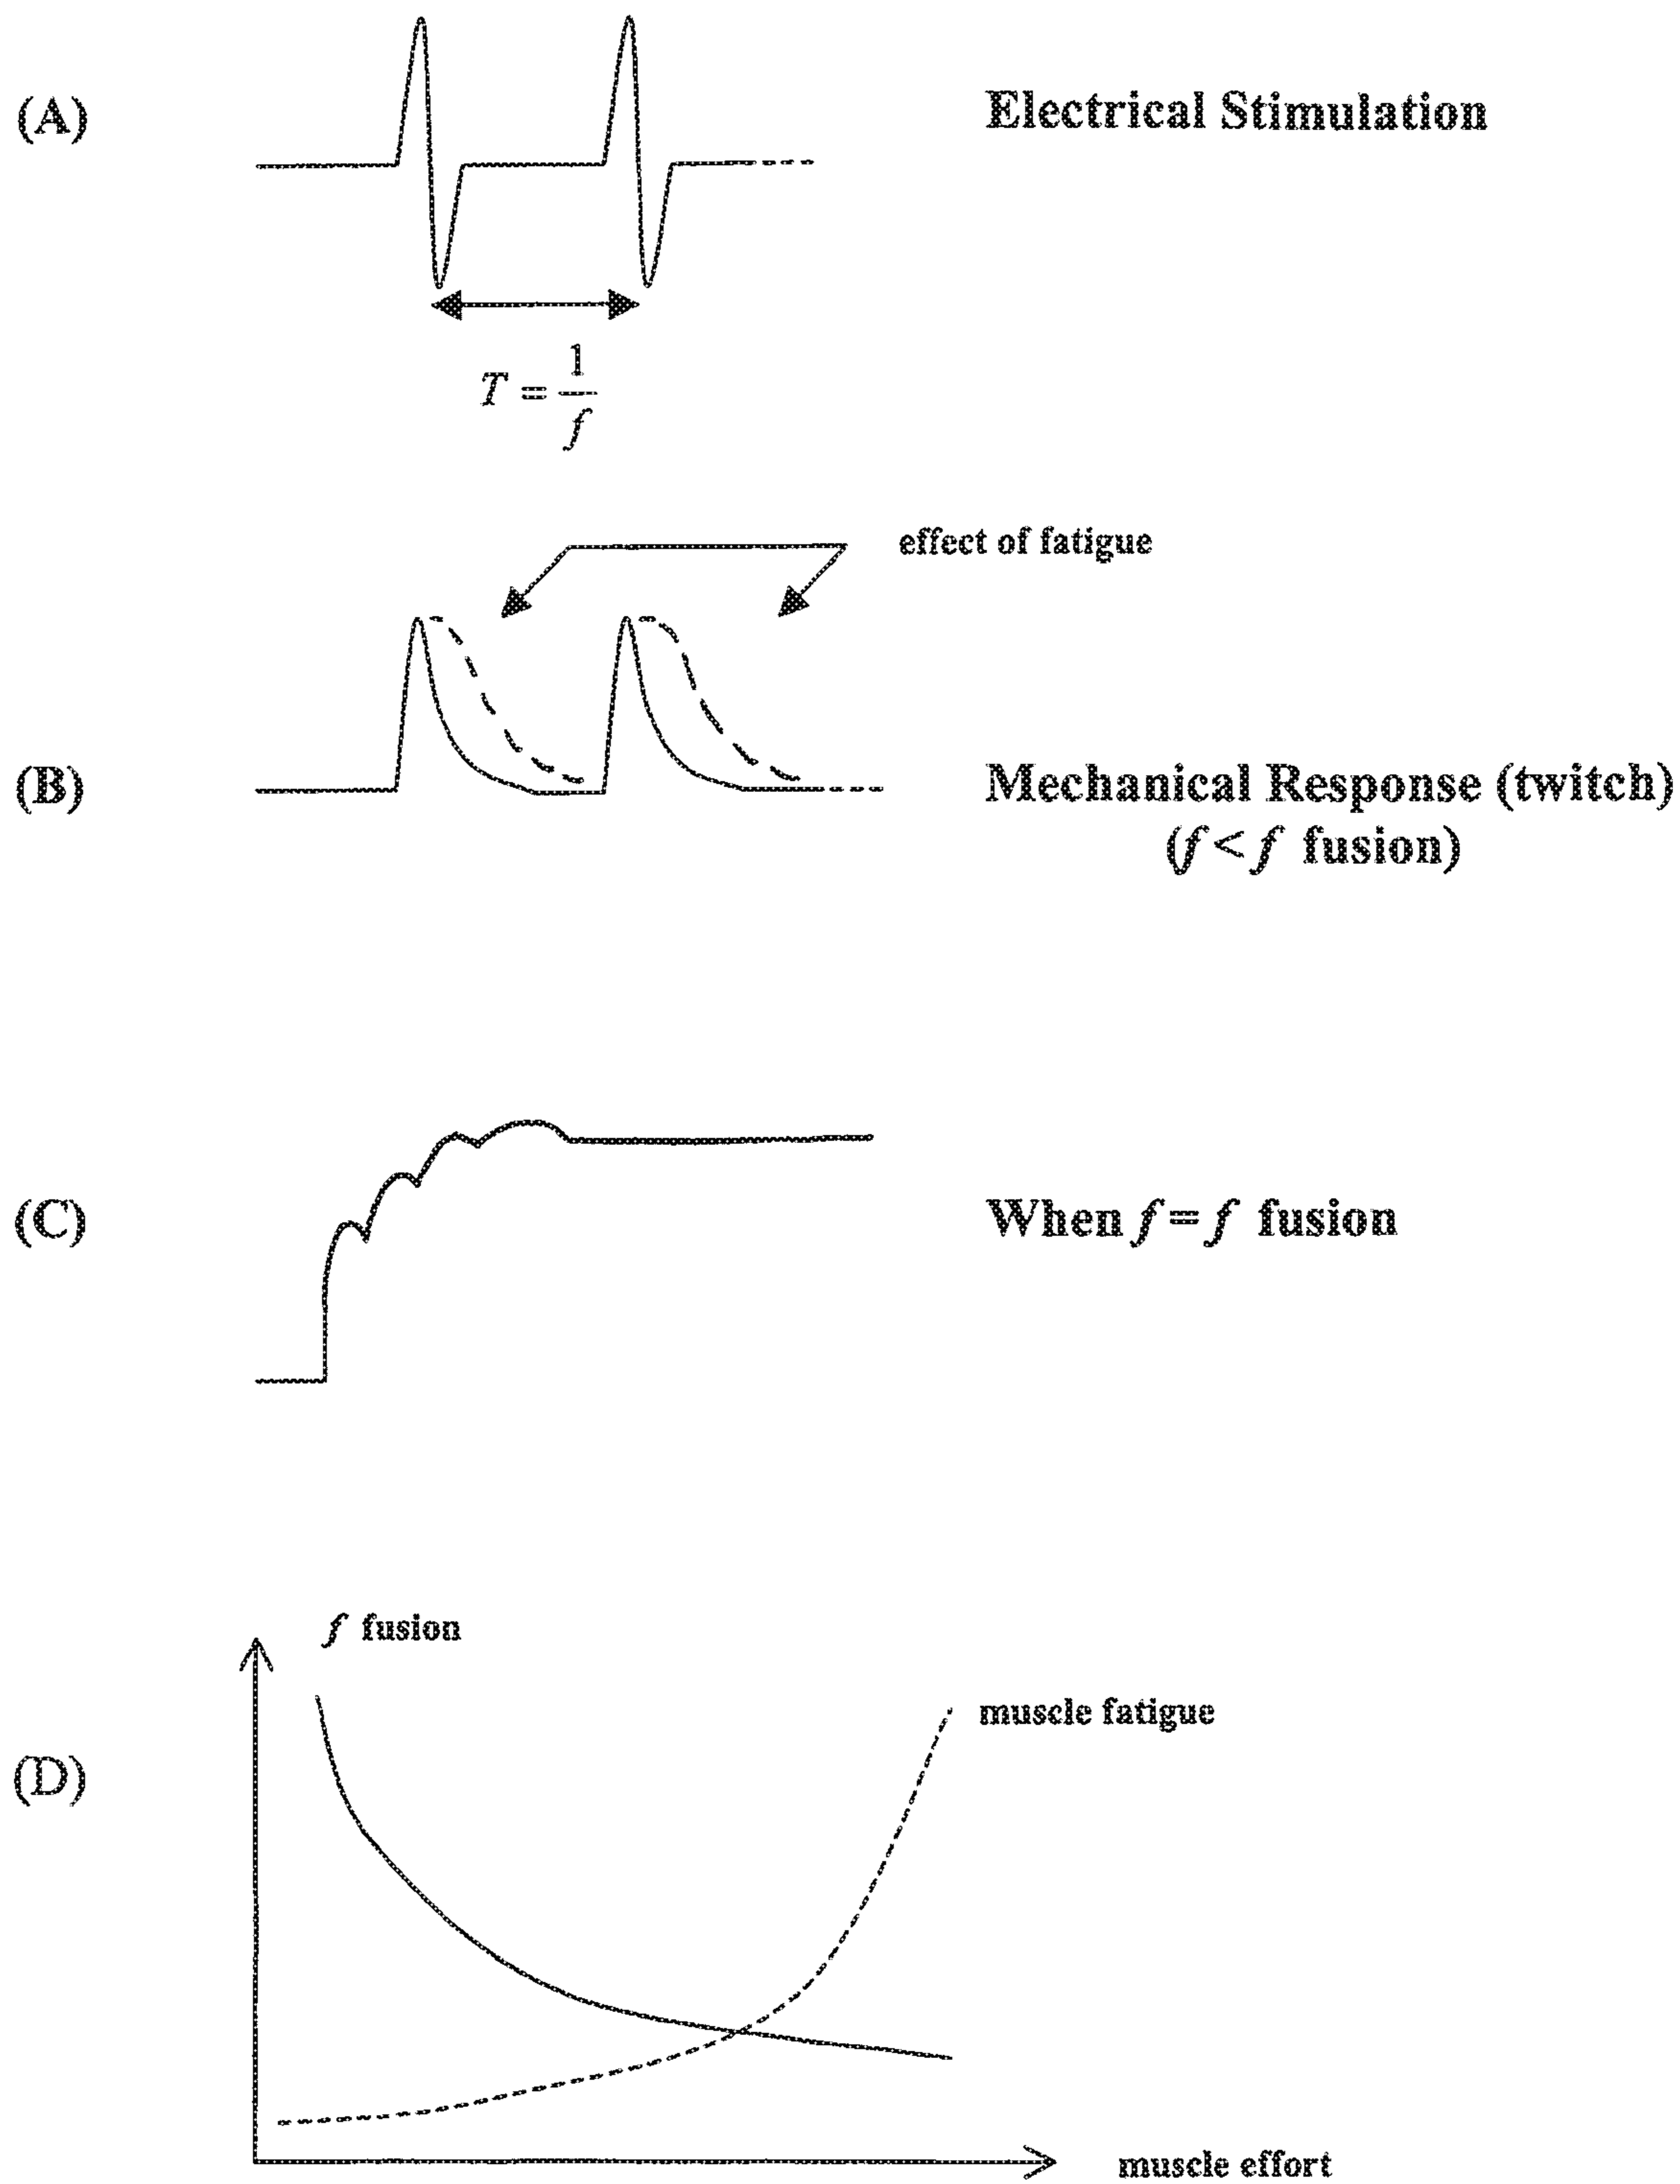 (A)
Electrical Stimulation
T = 1/f
effect of fatigue
(B)
Mechanical Response (twitch)
(f < f fusion)
(C)
When f = f fusion
f fusion
muscle fatigue
(D)
muscle effort